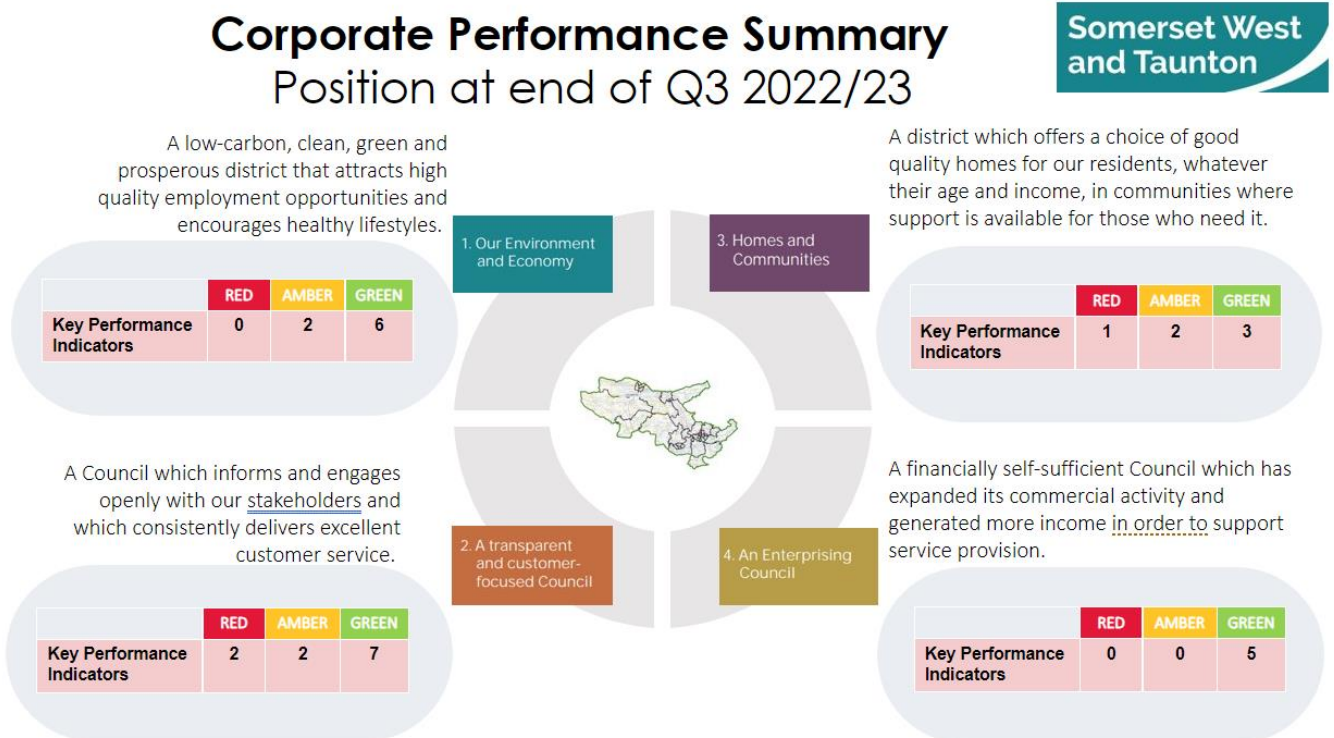 Corporate Performance Summary
Position at end of Q3 2022/23
Somerset West
and Taunton
A low-carbon, clean, green and
prosperous district that attracts high
quality employment opportunities and
encourages healthy lifestyles.
1. Our Environment
and Economy
RED AMBER GREEN
Key Performance
Indicators
0 2 6
A district which offers a choice of good
quality homes for our residents, whatever
their age and income, in communities where
support is available for those who need it.
3. Homes and
Communities
RED AMBER GREEN
Key Performance
Indicators
1 2 3
A Council which informs and engages
openly with our stakeholders and
which consistently delivers excellent
customer service.
2. A transparent
and customer-
focused Council
RED AMBER GREEN
Key Performance
Indicators
2 2 7
A financially self-sufficient Council which has
expanded its commercial activity and
generated more income in order to support
service provision.
4. An Enterprising
Council
RED AMBER GREEN
Key Performance
Indicators
0 0 5